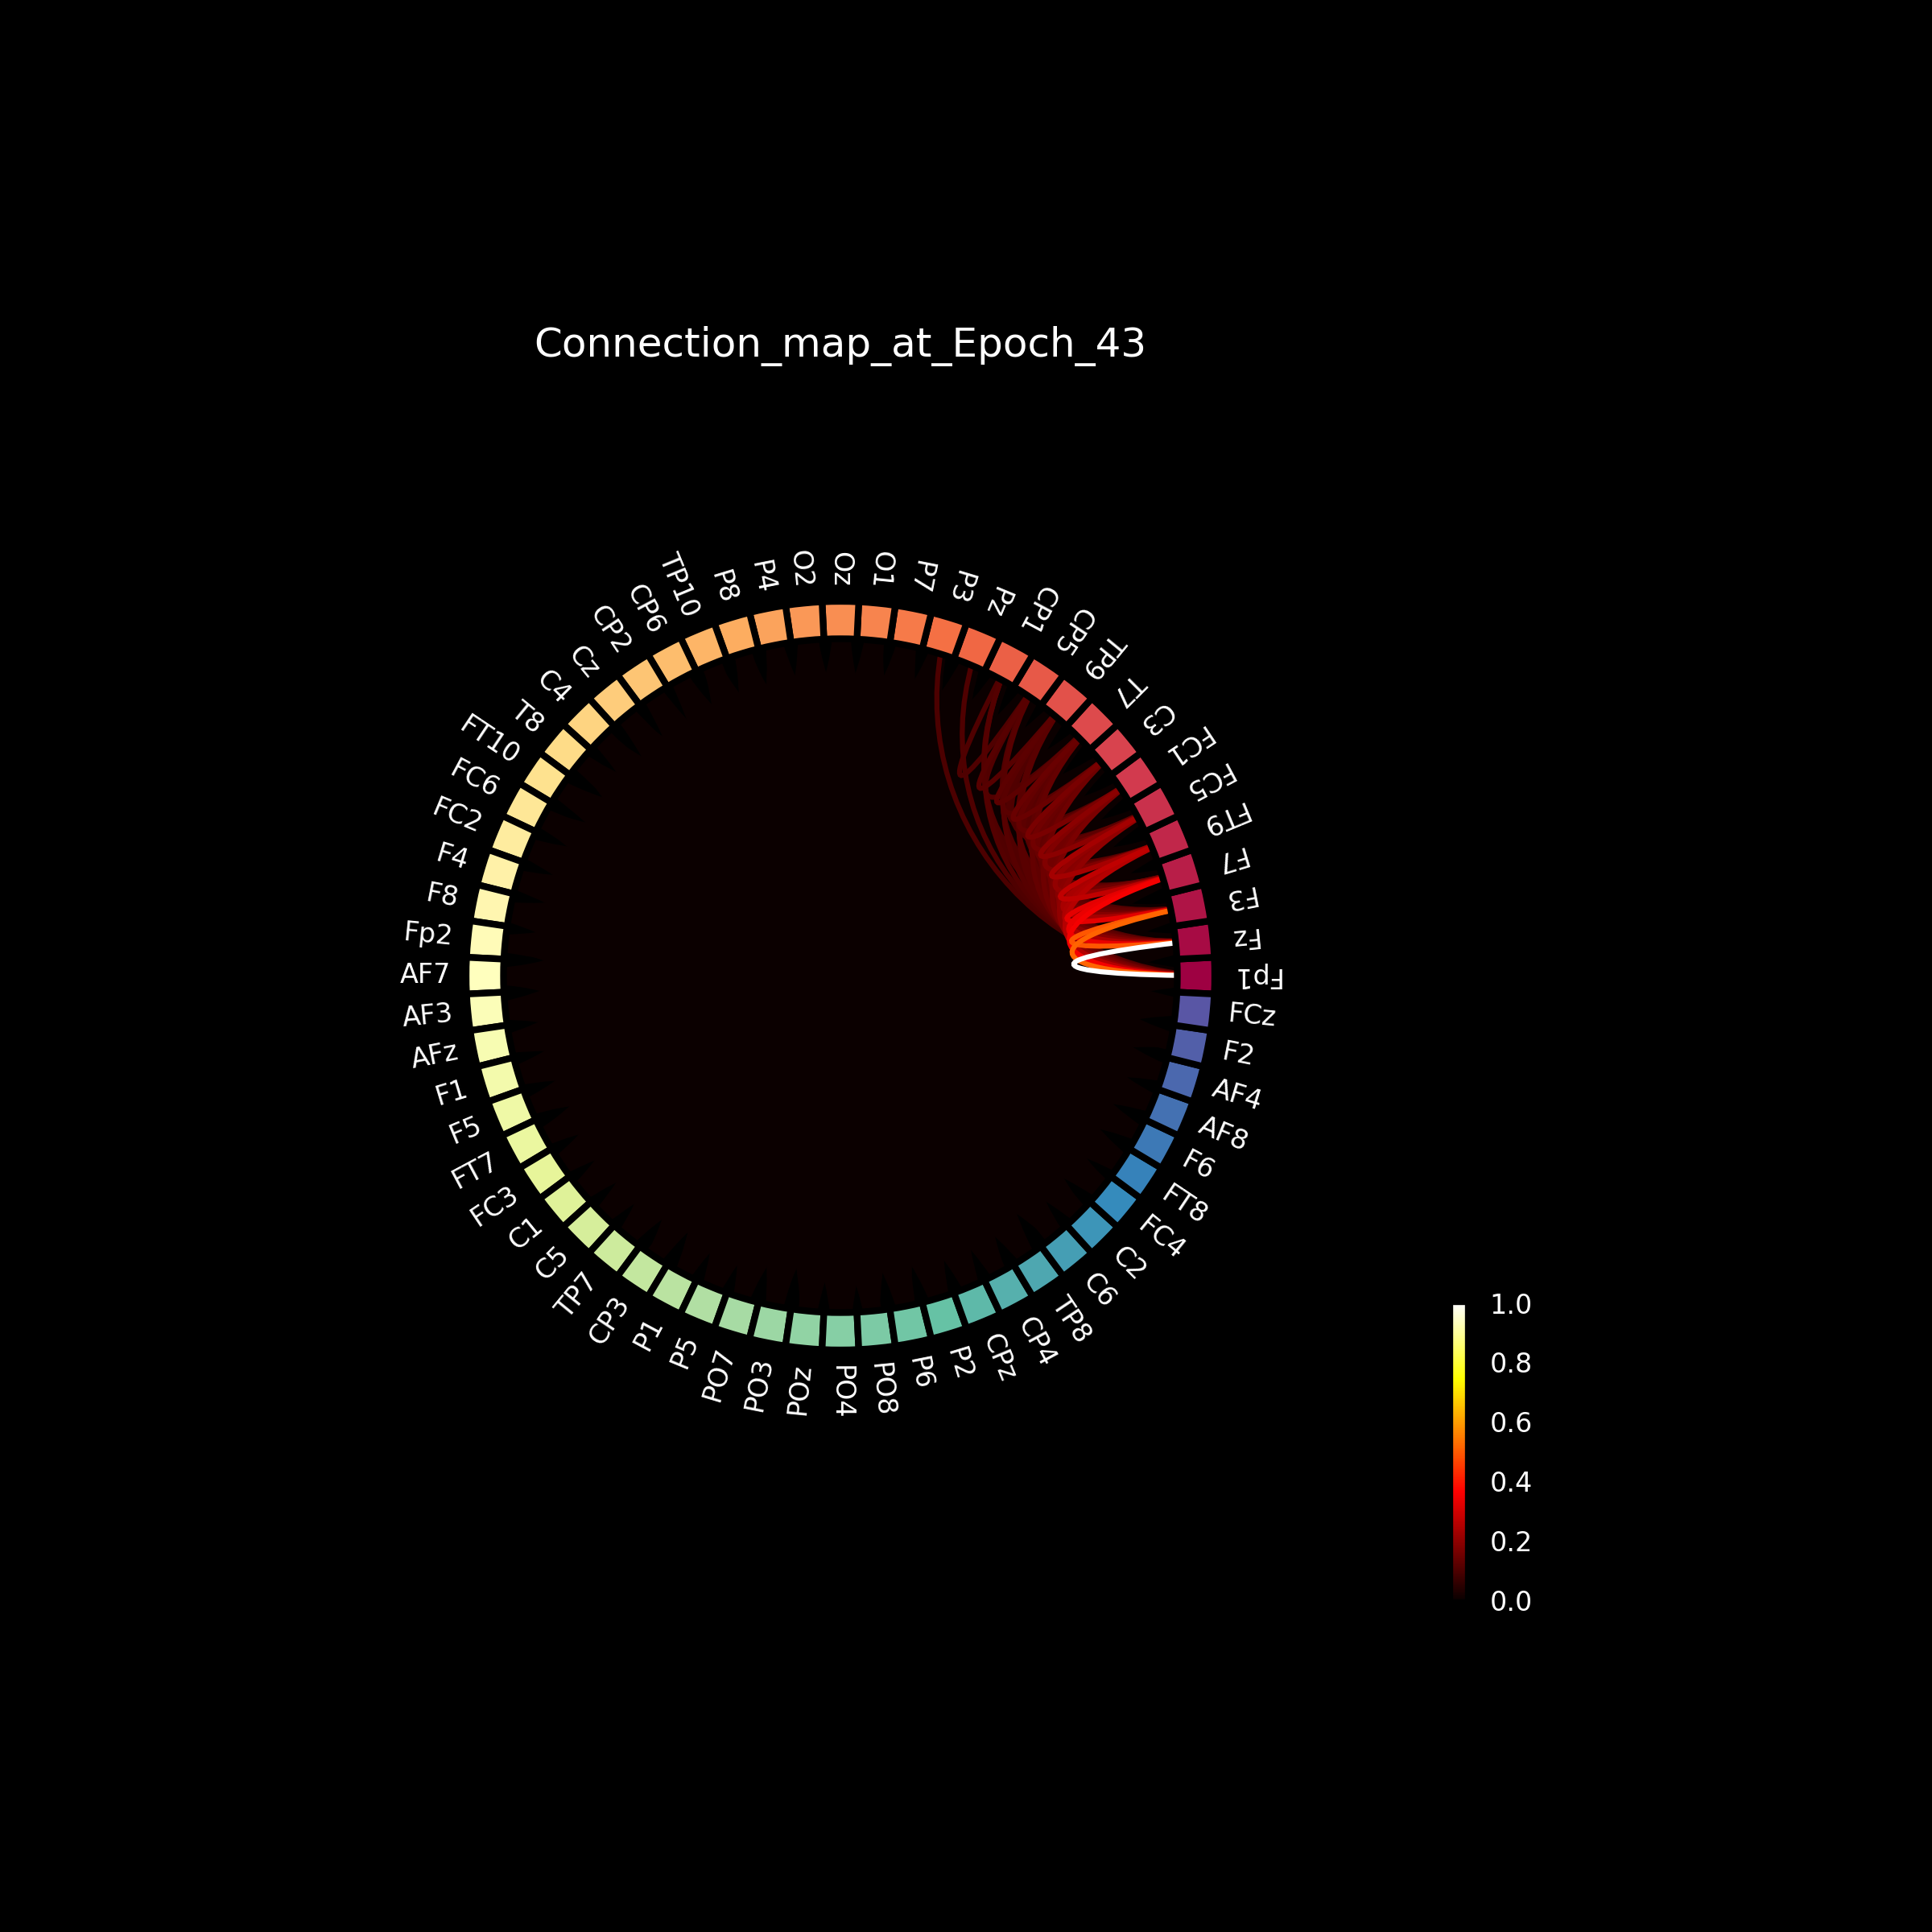 Connection_map_at_Epoch_43
Fp1
Fz
F3
F7
FT9
FC5
FC1
C3
T7
TP9
CP5
CP1
Pz
P3
P7
O1
Oz
O2
P4
P8
TP10
CP6
CP2
Cz
C4
T8
FT10
FC6
FC2
F4
F8
Fp2
AF7
AF3
AFz
F1
F5
FT7
FC3
C1
C5
TP7
CP3
P1
P5
PO7
PO3
POz
PO4
PO8
P6
P2
CPz
CP4
TP8
C6
C2
FC4
FT8
F6
AF8
AF4
F2
FCz
1.0
0.8
0.6
0.4
0.2
0.0